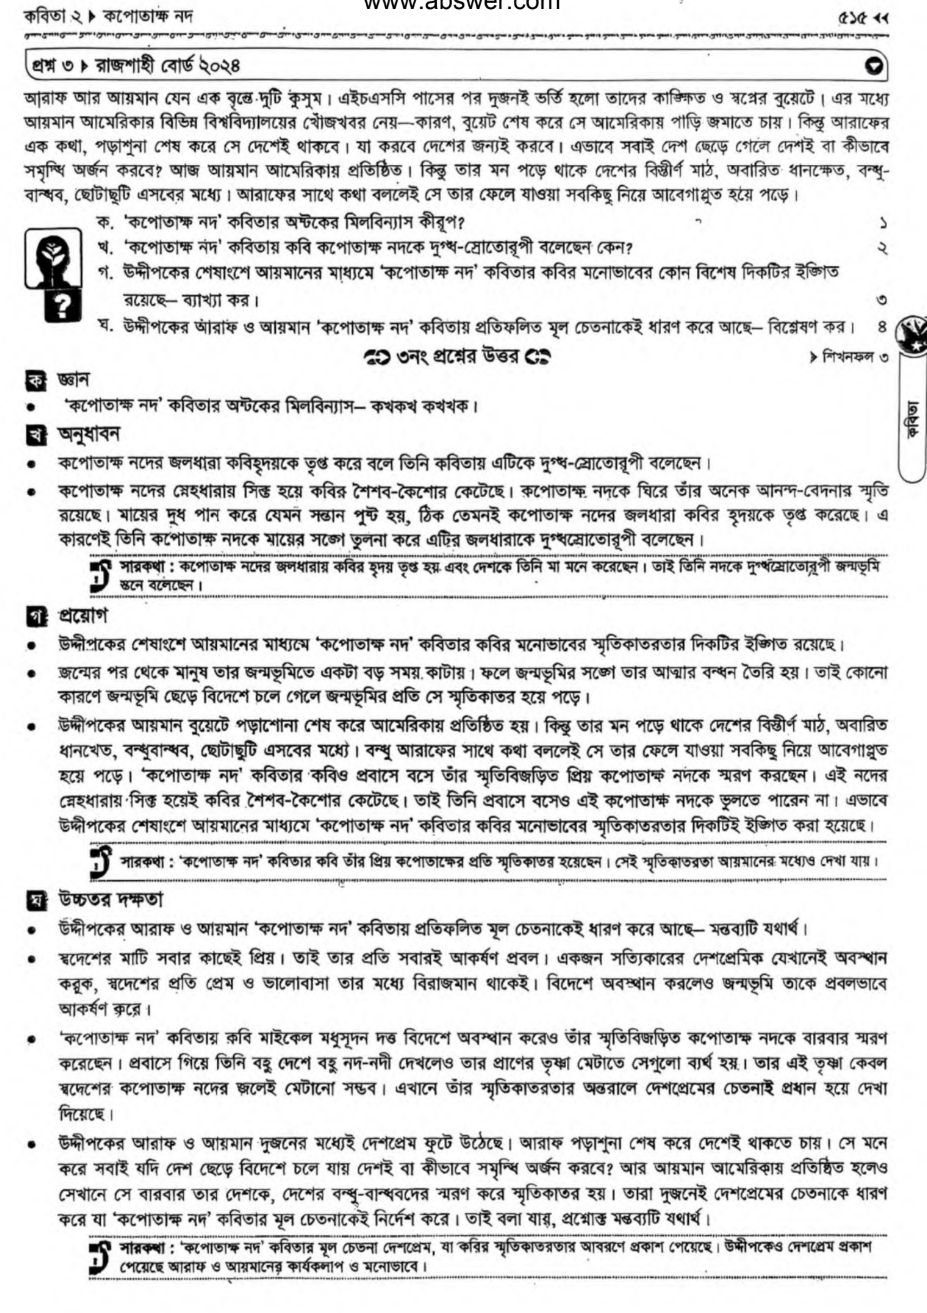 www.abswer.com
কবিতা ২ ▶ কপোতাক্ষ নদ
৫১৫ ◀◀
প্রশ্ন ৩ ▶ রাজশাহী বোর্ড ২০২৪
আরাফ আর আয়মান যেন এক বৃন্তে দুটি কুসুম। এইচএসসি পাসের পর দুজনই ভর্তি হলো তাদের কাঙ্ক্ষিত ও স্বপ্নের বুয়েটে। এর মধ্যে
আয়মান আমেরিকার বিভিন্ন বিশ্ববিদ্যালয়ের খোঁজখবর নেয়—কারণ, বুয়েট শেষ করে সে আমেরিকায় পাড়ি জমাতে চায়। কিন্তু আরাফের
এক কথা, পড়াশুনা শেষ করে সে দেশেই থাকবে। যা করবে দেশের জন্যই করবে। এভাবে সবাই দেশ ছেড়ে গেলে দেশই বা কীভাবে
সমৃদ্ধি অর্জন করবে? আজ আয়মান আমেরিকায় প্রতিষ্ঠিত। কিন্তু তার মন পড়ে থাকে দেশের বিস্তীর্ণ মাঠ, অবারিত ধানক্ষেত, বন্ধু-
বান্ধব, ছোটাছুটি এসবের মধ্যে। আরাফের সাথে কথা বললেই সে তার ফেলে যাওয়া সবকিছু নিয়ে আবেগাপ্লুত হয়ে পড়ে।
ক. ‘কপোতাক্ষ নদ’ কবিতার অষ্টকের মিলবিন্যাস কীরূপ? ১
খ. ‘কপোতাক্ষ নদ’ কবিতায় কবি কপোতাক্ষ নদকে দুগ্ধ-স্রোতোরূপী বলেছেন কেন? ২
গ. উদ্দীপকের শেষাংশে আয়মানের মাধ্যমে ‘কপোতাক্ষ নদ’ কবিতার কবির মনোভাবের কোন বিশেষ দিকটির ইঙ্গিত
রয়েছে— ব্যাখ্যা কর। ৩
ঘ. উদ্দীপকের আরাফ ও আয়মান ‘কপোতাক্ষ নদ’ কবিতায় প্রতিফলিত মূল চেতনাকেই ধারণ করে আছে— বিশ্লেষণ কর। ৪
৩নং প্রশ্নের উত্তর
▶ শিখনফল ৩
কবিতা
ক জ্ঞান
● ‘কপোতাক্ষ নদ’ কবিতার অষ্টকের মিলবিন্যাস— কখকখ কখখক।
খ অনুধাবন
● কপোতাক্ষ নদের জলধারা কবিহৃদয়কে তৃপ্ত করে বলে তিনি কবিতায় এটিকে দুগ্ধ-স্রোতোরূপী বলেছেন।
● কপোতাক্ষ নদের স্নেহধারায় সিক্ত হয়ে কবির শৈশব-কৈশোর কেটেছে। কপোতাক্ষ নদকে ঘিরে তাঁর অনেক আনন্দ-বেদনার স্মৃতি
রয়েছে। মায়ের দুধ পান করে যেমন সন্তান পুষ্ট হয়, ঠিক তেমনই কপোতাক্ষ নদের জলধারা কবির হৃদয়কে তৃপ্ত করেছে। এ
কারণেই তিনি কপোতাক্ষ নদকে মায়ের সঙ্গে তুলনা করে এটির জলধারাকে দুগ্ধস্রোতোরূপী বলেছেন।
সারকথা : কপোতাক্ষ নদের জলধারায় কবির হৃদয় তৃপ্ত হয় এবং দেশকে তিনি মা মনে করেছেন। তাই তিনি নদকে দুগ্ধস্রোতোরূপী জন্মভূমি
স্তনে বলেছেন।
গ প্রয়োগ
● উদ্দীপকের শেষাংশে আয়মানের মাধ্যমে ‘কপোতাক্ষ নদ’ কবিতার কবির মনোভাবের স্মৃতিকাতরতার দিকটির ইঙ্গিত রয়েছে।
● জন্মের পর থেকে মানুষ তার জন্মভূমিতে একটা বড় সময় কাটায়। ফলে জন্মভূমির সঙ্গে তার আত্মার বন্ধন তৈরি হয়। তাই কোনো
কারণে জন্মভূমি ছেড়ে বিদেশে চলে গেলে জন্মভূমির প্রতি সে স্মৃতিকাতর হয়ে পড়ে।
● উদ্দীপকের আয়মান বুয়েটে পড়াশোনা শেষ করে আমেরিকায় প্রতিষ্ঠিত হয়। কিন্তু তার মন পড়ে থাকে দেশের বিস্তীর্ণ মাঠ, অবারিত
ধানখেত, বন্ধুবান্ধব, ছোটাছুটি এসবের মধ্যে। বন্ধু আরাফের সাথে কথা বললেই সে তার ফেলে যাওয়া সবকিছু নিয়ে আবেগাপ্লুত
হয়ে পড়ে। ‘কপোতাক্ষ নদ’ কবিতার কবিও প্রবাসে বসে তাঁর স্মৃতিবিজড়িত প্রিয় কপোতাক্ষ নদকে স্মরণ করছেন। এই নদের
স্নেহধারায় সিক্ত হয়েই কবির শৈশব-কৈশোর কেটেছে। তাই তিনি প্রবাসে বসেও এই কপোতাক্ষ নদকে ভুলতে পারেন না। এভাবে
উদ্দীপকের শেষাংশে আয়মানের মাধ্যমে ‘কপোতাক্ষ নদ’ কবিতার কবির মনোভাবের স্মৃতিকাতরতার দিকটিই ইঙ্গিত করা হয়েছে।
সারকথা : ‘কপোতাক্ষ নদ’ কবিতার কবি তাঁর প্রিয় কপোতাক্ষের প্রতি স্মৃতিকাতর হয়েছেন। সেই স্মৃতিকাতরতা আয়মানের মধ্যেও দেখা যায়।
ঘ উচ্চতর দক্ষতা
● উদ্দীপকের আরাফ ও আয়মান ‘কপোতাক্ষ নদ’ কবিতায় প্রতিফলিত মূল চেতনাকেই ধারণ করে আছে— মন্তব্যটি যথার্থ।
● স্বদেশের মাটি সবার কাছেই প্রিয়। তাই তার প্রতি সবারই আকর্ষণ প্রবল। একজন সত্যিকারের দেশপ্রেমিক যেখানেই অবস্থান
করুক, স্বদেশের প্রতি প্রেম ও ভালোবাসা তার মধ্যে বিরাজমান থাকেই। বিদেশে অবস্থান করলেও জন্মভূমি তাকে প্রবলভাবে
আকর্ষণ করে।
● ‘কপোতাক্ষ নদ’ কবিতায় কবি মাইকেল মধুসূদন দত্ত বিদেশে অবস্থান করেও তাঁর স্মৃতিবিজড়িত কপোতাক্ষ নদকে বারবার স্মরণ
করেছেন। প্রবাসে গিয়ে তিনি বহু দেশে বহু নদ-নদী দেখলেও তার প্রাণের তৃষ্ণা মেটাতে সেগুলো ব্যর্থ হয়। তার এই তৃষ্ণা কেবল
স্বদেশের কপোতাক্ষ নদের জলেই মেটানো সম্ভব। এখানে তাঁর স্মৃতিকাতরতার অন্তরালে দেশপ্রেমের চেতনাই প্রধান হয়ে দেখা
দিয়েছে।
● উদ্দীপকের আরাফ ও আয়মান দুজনের মধ্যেই দেশপ্রেম ফুটে উঠেছে। আরাফ পড়াশুনা শেষ করে দেশেই থাকতে চায়। সে মনে
করে সবাই যদি দেশ ছেড়ে বিদেশে চলে যায় দেশই বা কীভাবে সমৃদ্ধি অর্জন করবে? আর আয়মান আমেরিকায় প্রতিষ্ঠিত হলেও
সেখানে সে বারবার তার দেশকে, দেশের বন্ধু-বান্ধবদের স্মরণ করে স্মৃতিকাতর হয়। তারা দুজনেই দেশপ্রেমের চেতনাকে ধারণ
করে যা ‘কপোতাক্ষ নদ’ কবিতার মূল চেতনাকেই নির্দেশ করে। তাই বলা যায়, প্রশ্নোক্ত মন্তব্যটি যথার্থ।
সারকথা : ‘কপোতাক্ষ নদ’ কবিতার মূল চেতনা দেশপ্রেম, যা কবির স্মৃতিকাতরতার আবরণে প্রকাশ পেয়েছে। উদ্দীপকেও দেশপ্রেম প্রকাশ
পেয়েছে আরাফ ও আয়মানের কার্যকলাপ ও মনোভাবে।